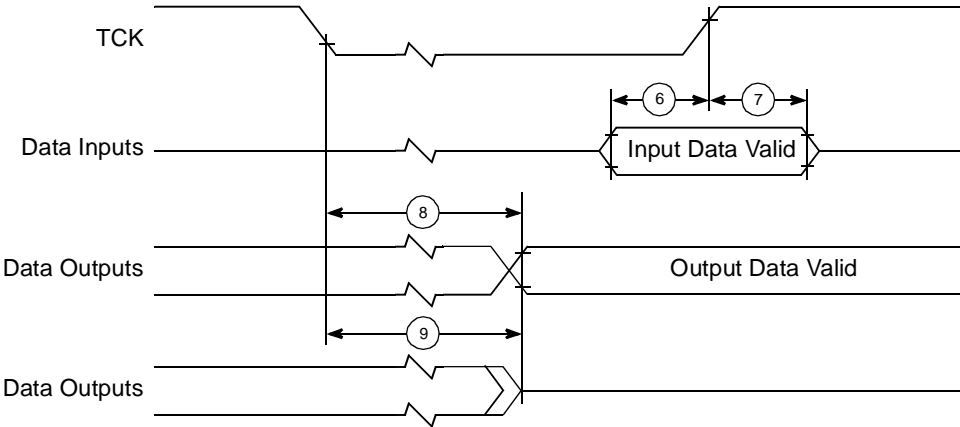 TCK
6
7
Data Inputs
Input Data Valid
8
Data Outputs
Output Data Valid
9
Data Outputs